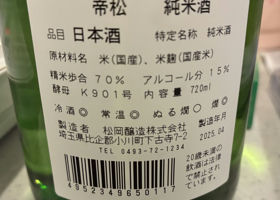 帝松 純米酒
品目 日本酒 特定名称 純米酒
原材料名 米(国産)、米麹(国産米)
精米歩合 70% アルコール分 15%
酵母 K901号 内容量 720ml
冷酒◎ 常温◎ ぬる燗〇 燗◎
製造者 松岡醸造株式会社
埼玉県比企郡小川町下古寺7-2
TEL 0493-72-1234
製造年月
2025.04
20歳未満の
飲酒は法律
で禁止され
ています。
4952349650117